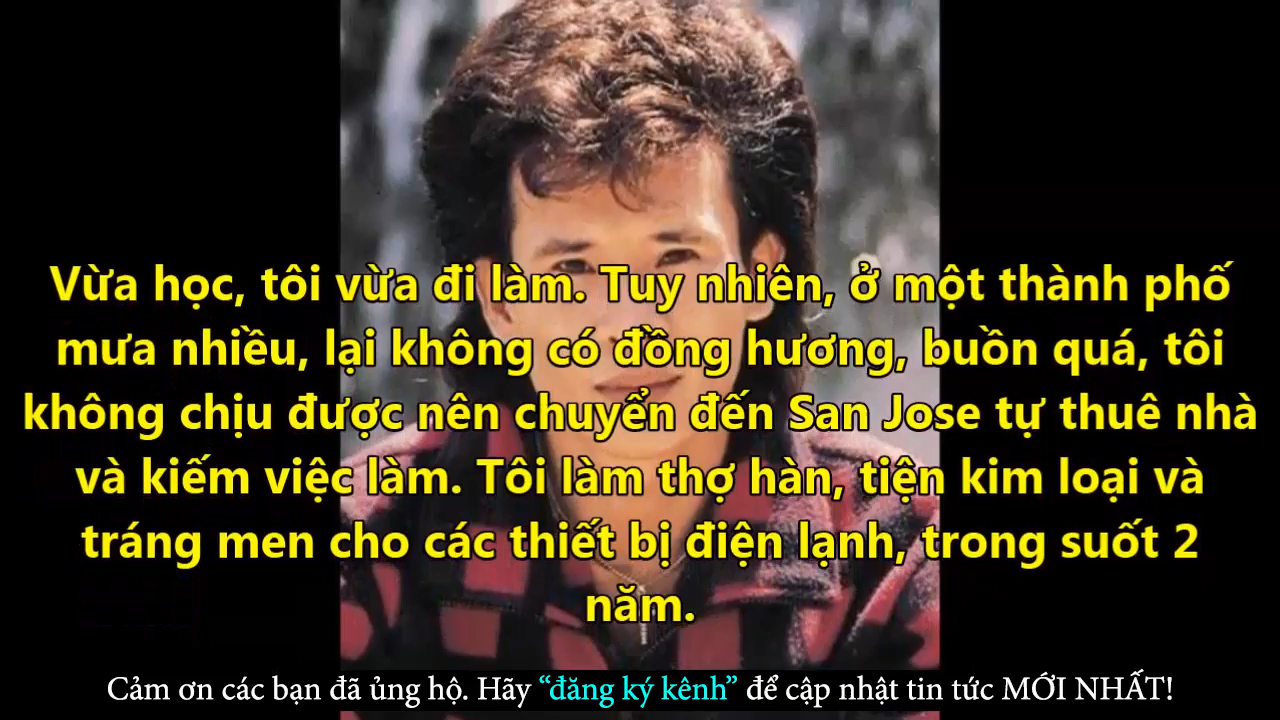 Vừa học, tôi vừa đi làm. Tuy nhiên, ở một thành phố
mưa nhiều, lại không có đồng hương, buồn quá, tôi
không chịu được nên chuyển đến San Jose tự thuê nhà
và kiếm việc làm. Tôi làm thợ hàn, tiện kim loại và
tráng men cho các thiết bị điện lạnh, trong suốt 2
năm.
Cảm ơn các bạn đã ủng hộ. Hãy “đăng ký kênh” để cập nhật tin tức MỚI NHẤT!